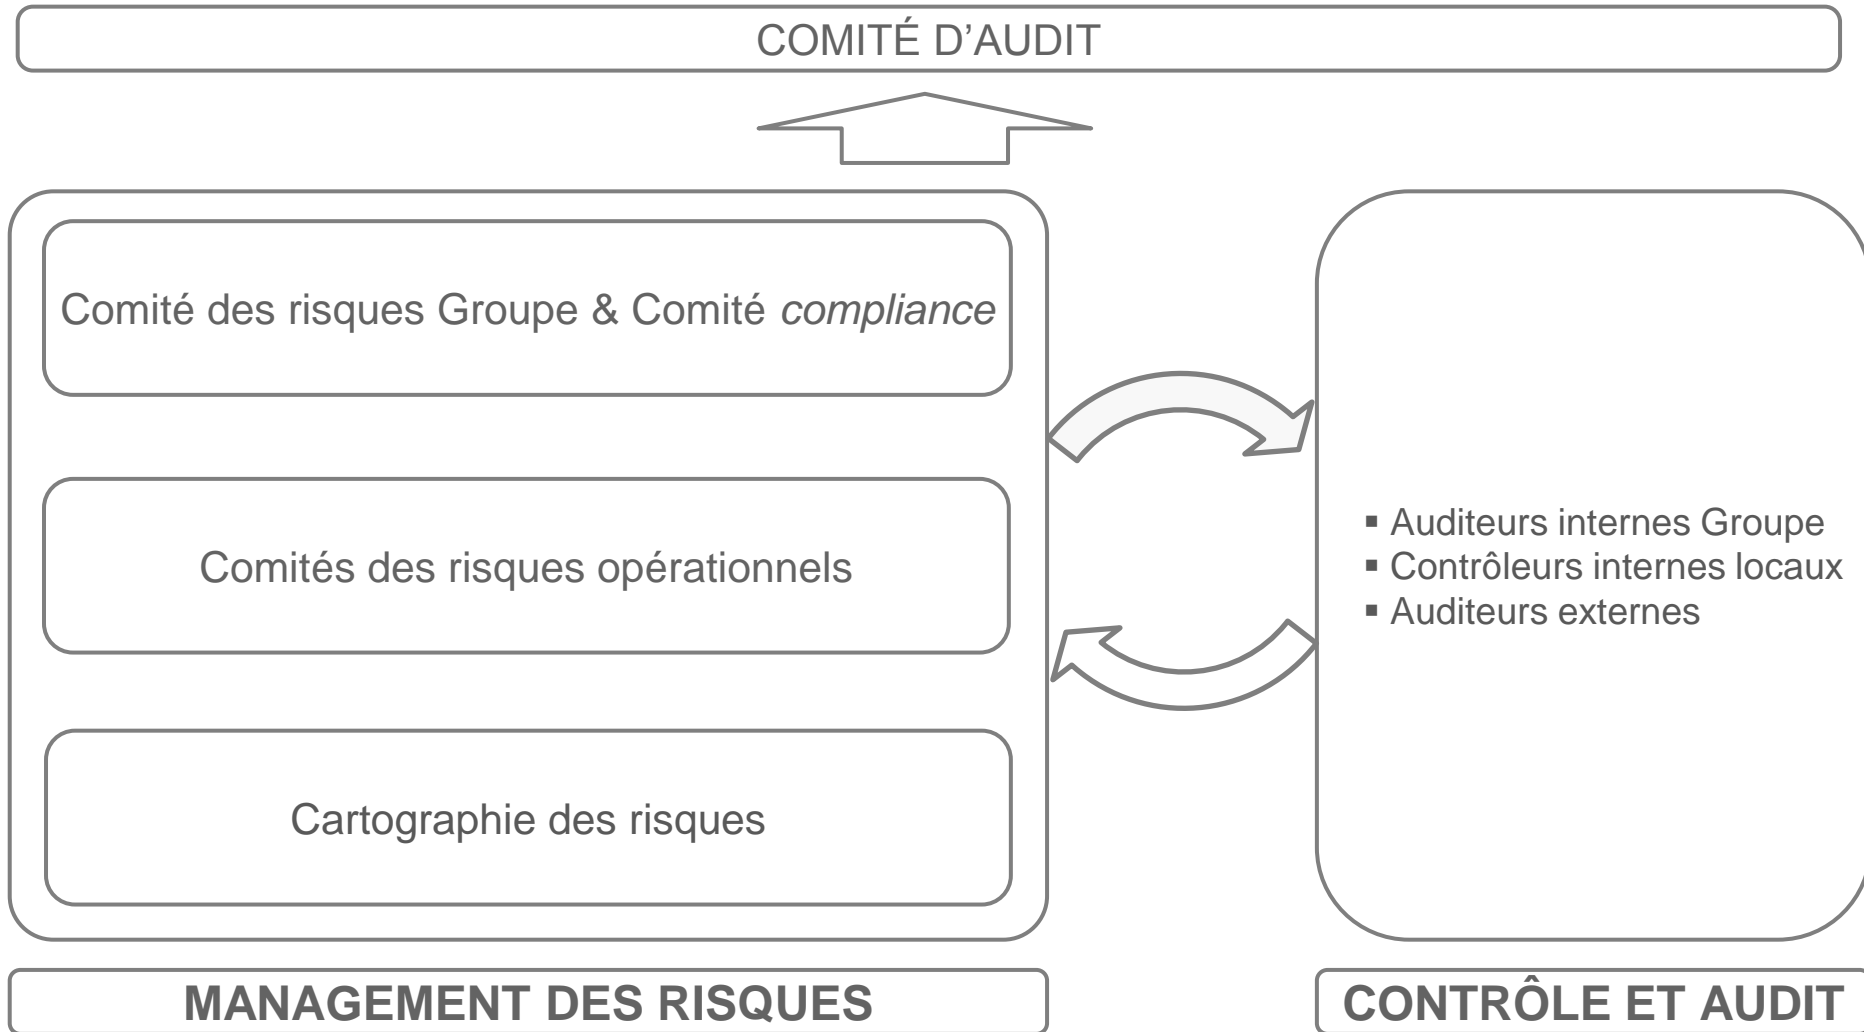 COMITÉ D’AUDIT
Comité des risques Groupe & Comité compliance
Comités des risques opérationnels
Cartographie des risques
MANAGEMENT DES RISQUES
▪ Auditeurs internes Groupe
▪ Contrôleurs internes locaux
▪ Auditeurs externes
CONTRÔLE ET AUDIT